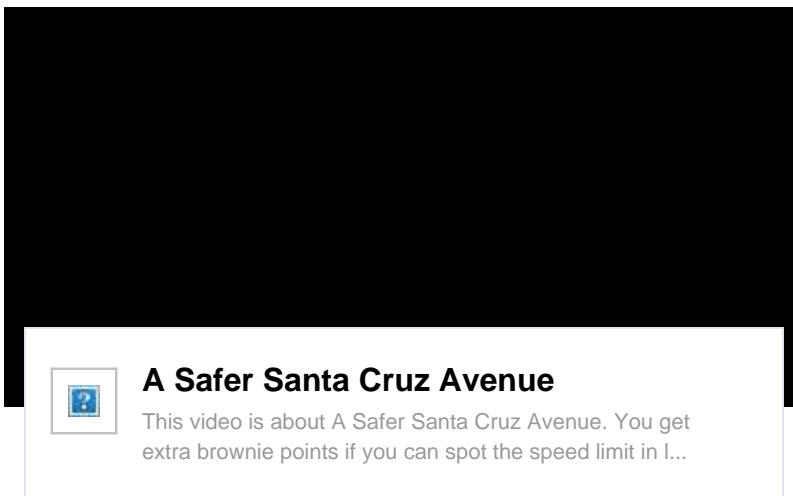 A Safer Santa Cruz Avenue
This video is about A Safer Santa Cruz Avenue. You get
extra brownie points if you can spot the speed limit in l...